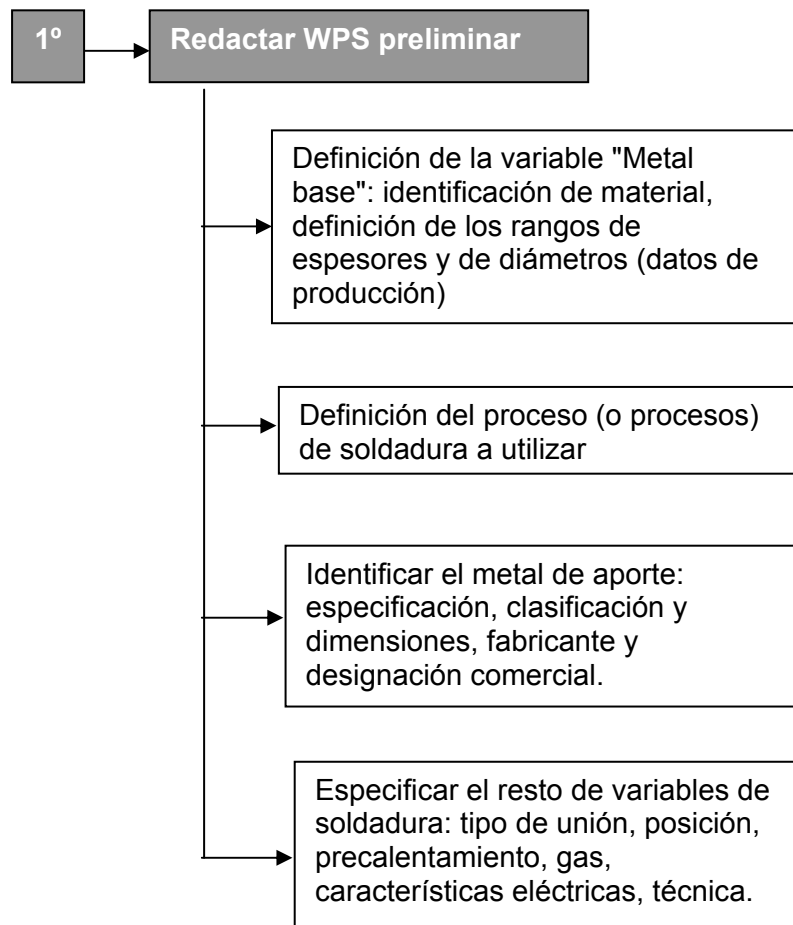 1º
Redactar WPS preliminar
Definición de la variable "Metal
base": identificación de material,
definición de los rangos de
espesores y de diámetros (datos de
producción)
Definición del proceso (o procesos)
de soldadura a utilizar
Identificar el metal de aporte:
especificación, clasificación y
dimensiones, fabricante y
designación comercial.
Especificar el resto de variables de
soldadura: tipo de unión, posición,
precalentamiento, gas,
características eléctricas, técnica.